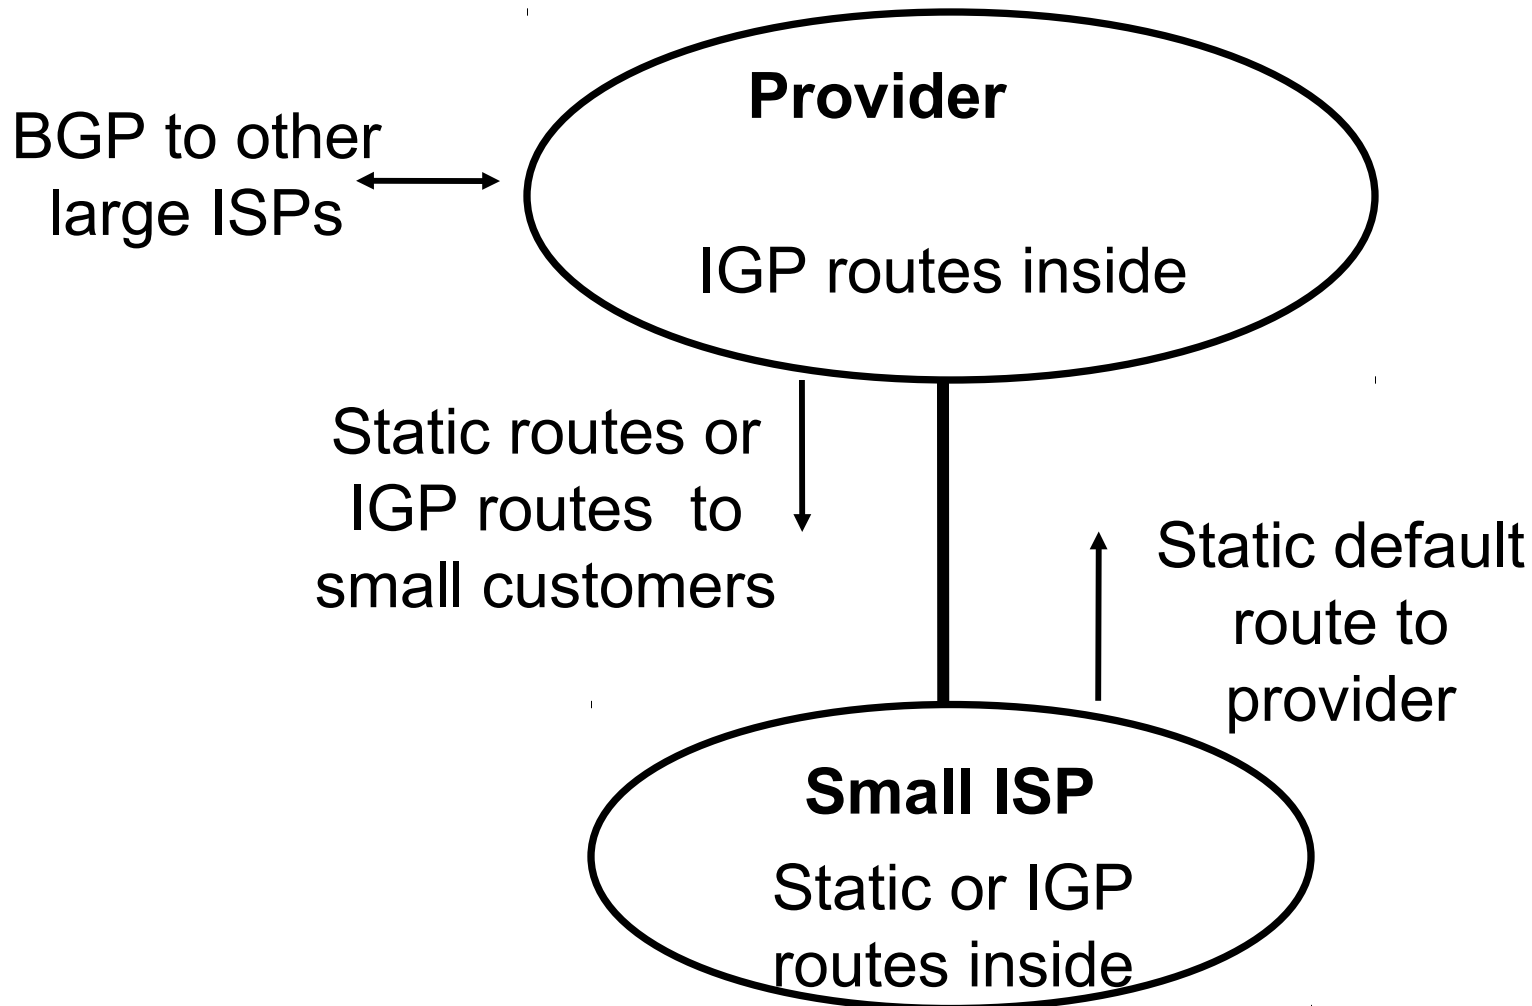 Provider
BGP to other
large ISPs
IGP routes inside
Static routes or
IGP routes  to
small customers
Static default
route to
provider
Small ISP
Static or IGP
routes inside